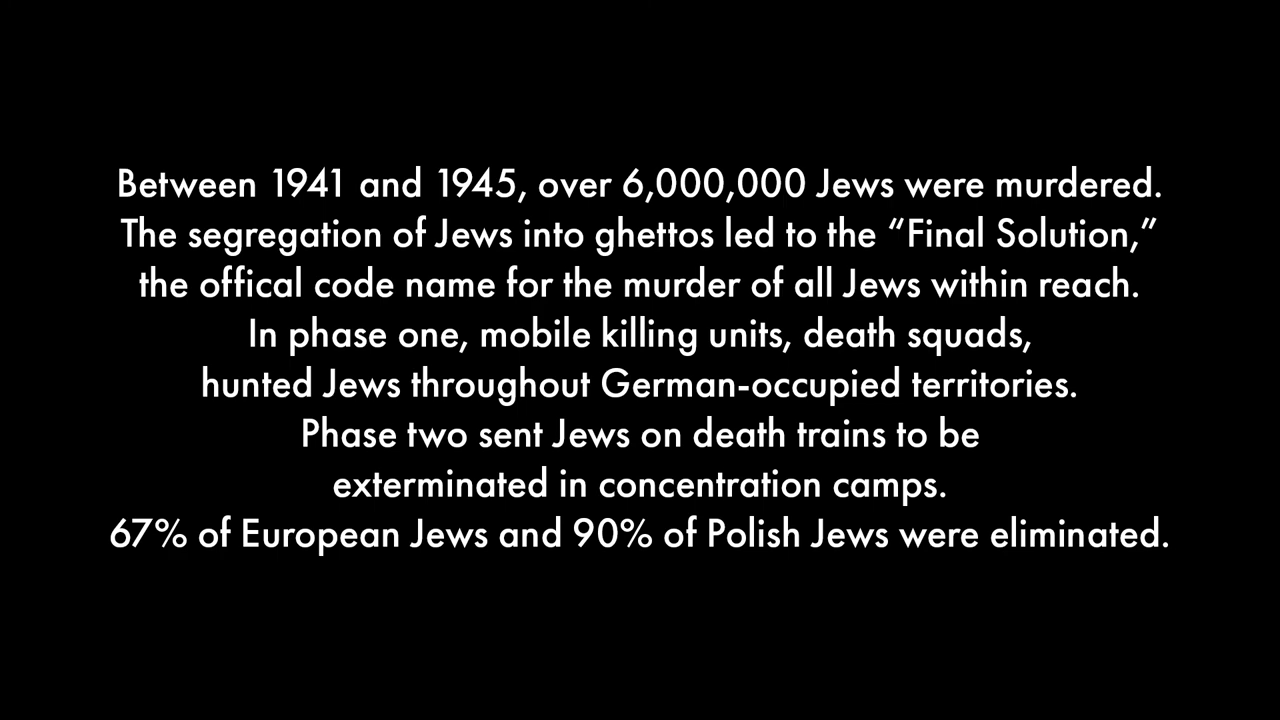 Between 1941 and 1945, over 6,000,000 Jews were murdered.
The segregation of Jews into ghettos led to the “Final Solution,”
the offical code name for the murder of all Jews within reach.
In phase one, mobile killing units, death squads,
hunted Jews throughout German-occupied territories.
Phase two sent Jews on death trains to be
exterminated in concentration camps.
67% of European Jews and 90% of Polish Jews were eliminated.